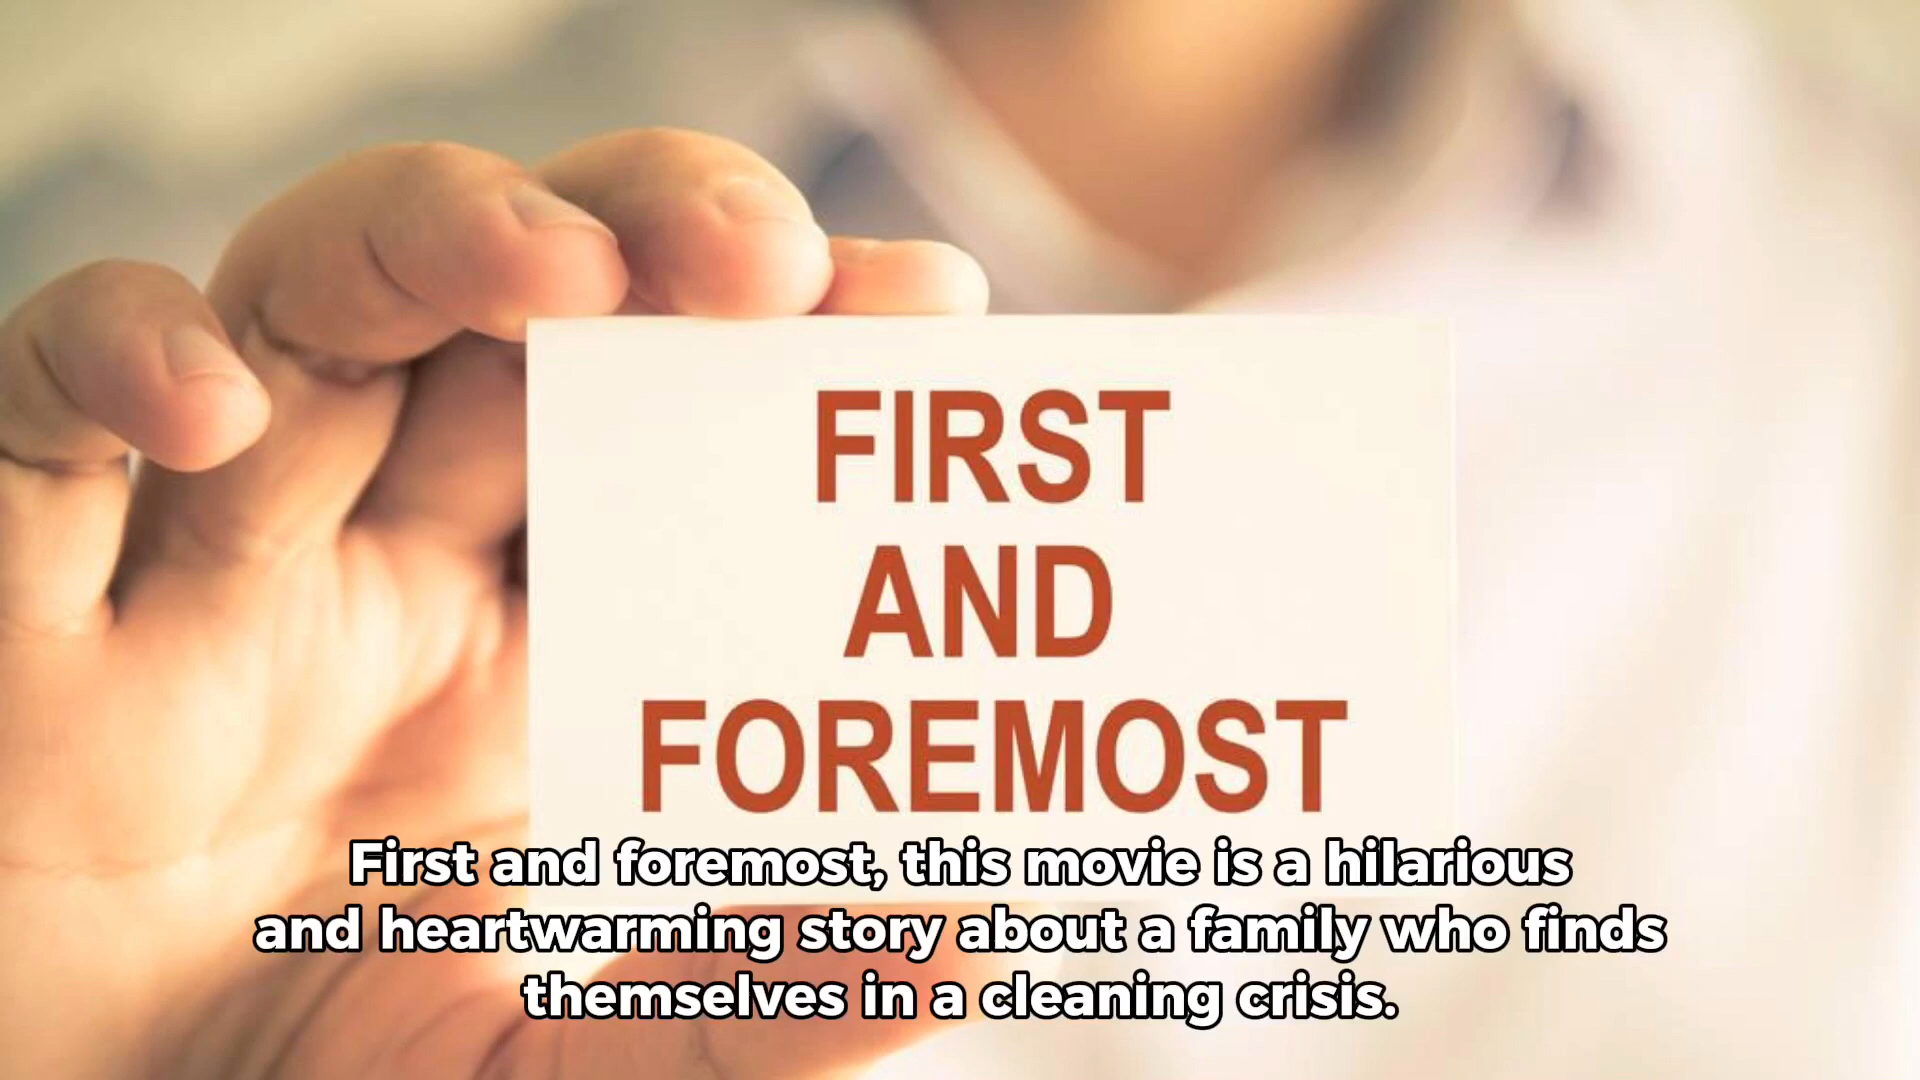 FIRST
AND
FOREMOST
First and foremost, this movie is a hilarious
and heartwarming story about a family who finds
themselves in a cleaning crisis.